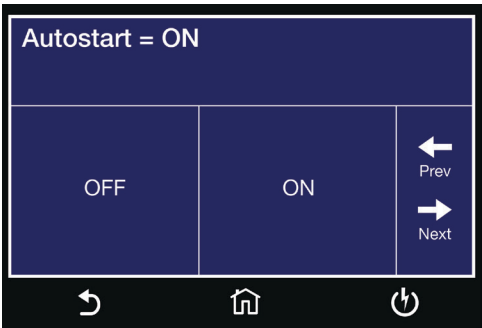 Autostart = ON
OFF
ON
Prev
Next